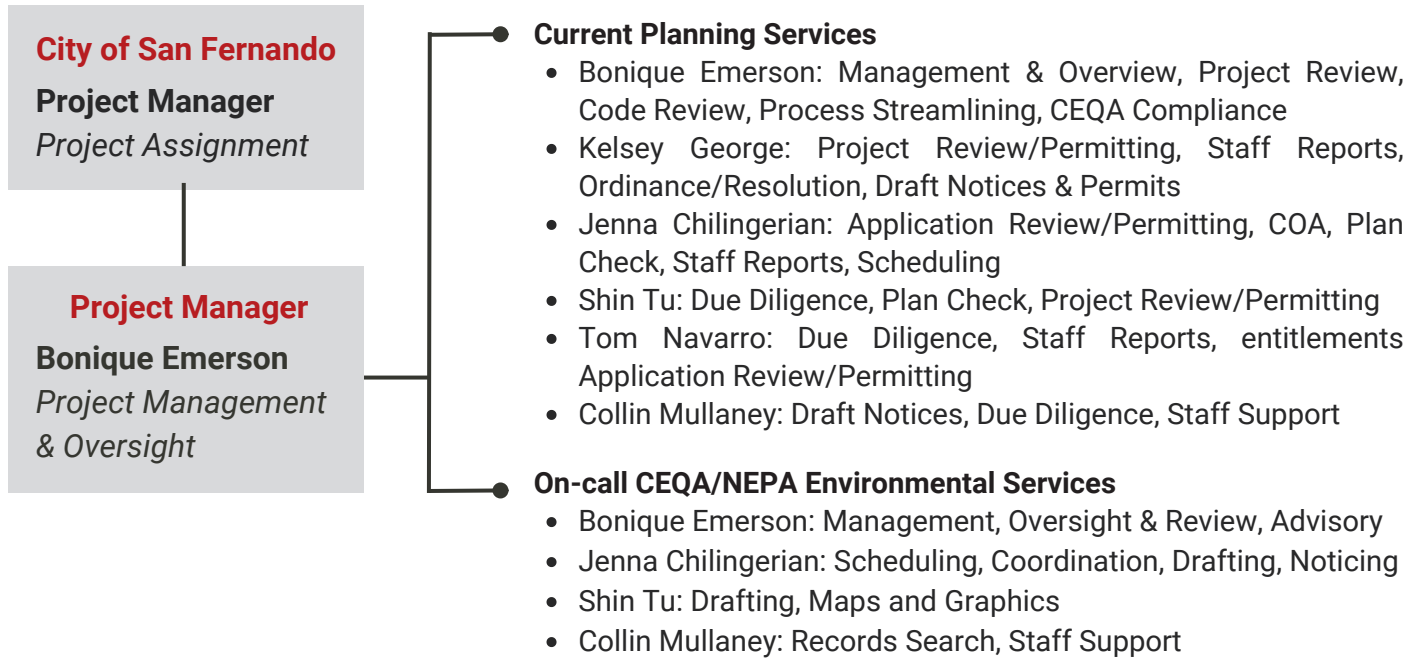 City of San Fernando
Project Manager
Project Assignment
Project Manager
Bonique Emerson
Project Management
& Oversight
Current Planning Services
• Bonique Emerson: Management & Overview, Project Review,
Code Review, Process Streamlining, CEQA Compliance
• Kelsey George: Project Review/Permitting, Staff Reports,
Ordinance/Resolution, Draft Notices & Permits
• Jenna Chilingerian: Application Review/Permitting, COA, Plan
Check, Staff Reports, Scheduling
• Shin Tu: Due Diligence, Plan Check, Project Review/Permitting
• Tom Navarro: Due Diligence, Staff Reports, entitlements
Application Review/Permitting
• Collin Mullaney: Draft Notices, Due Diligence, Staff Support
On-call CEQA/NEPA Environmental Services
• Bonique Emerson: Management, Oversight & Review, Advisory
• Jenna Chilingerian: Scheduling, Coordination, Drafting, Noticing
• Shin Tu: Drafting, Maps and Graphics
• Collin Mullaney: Records Search, Staff Support